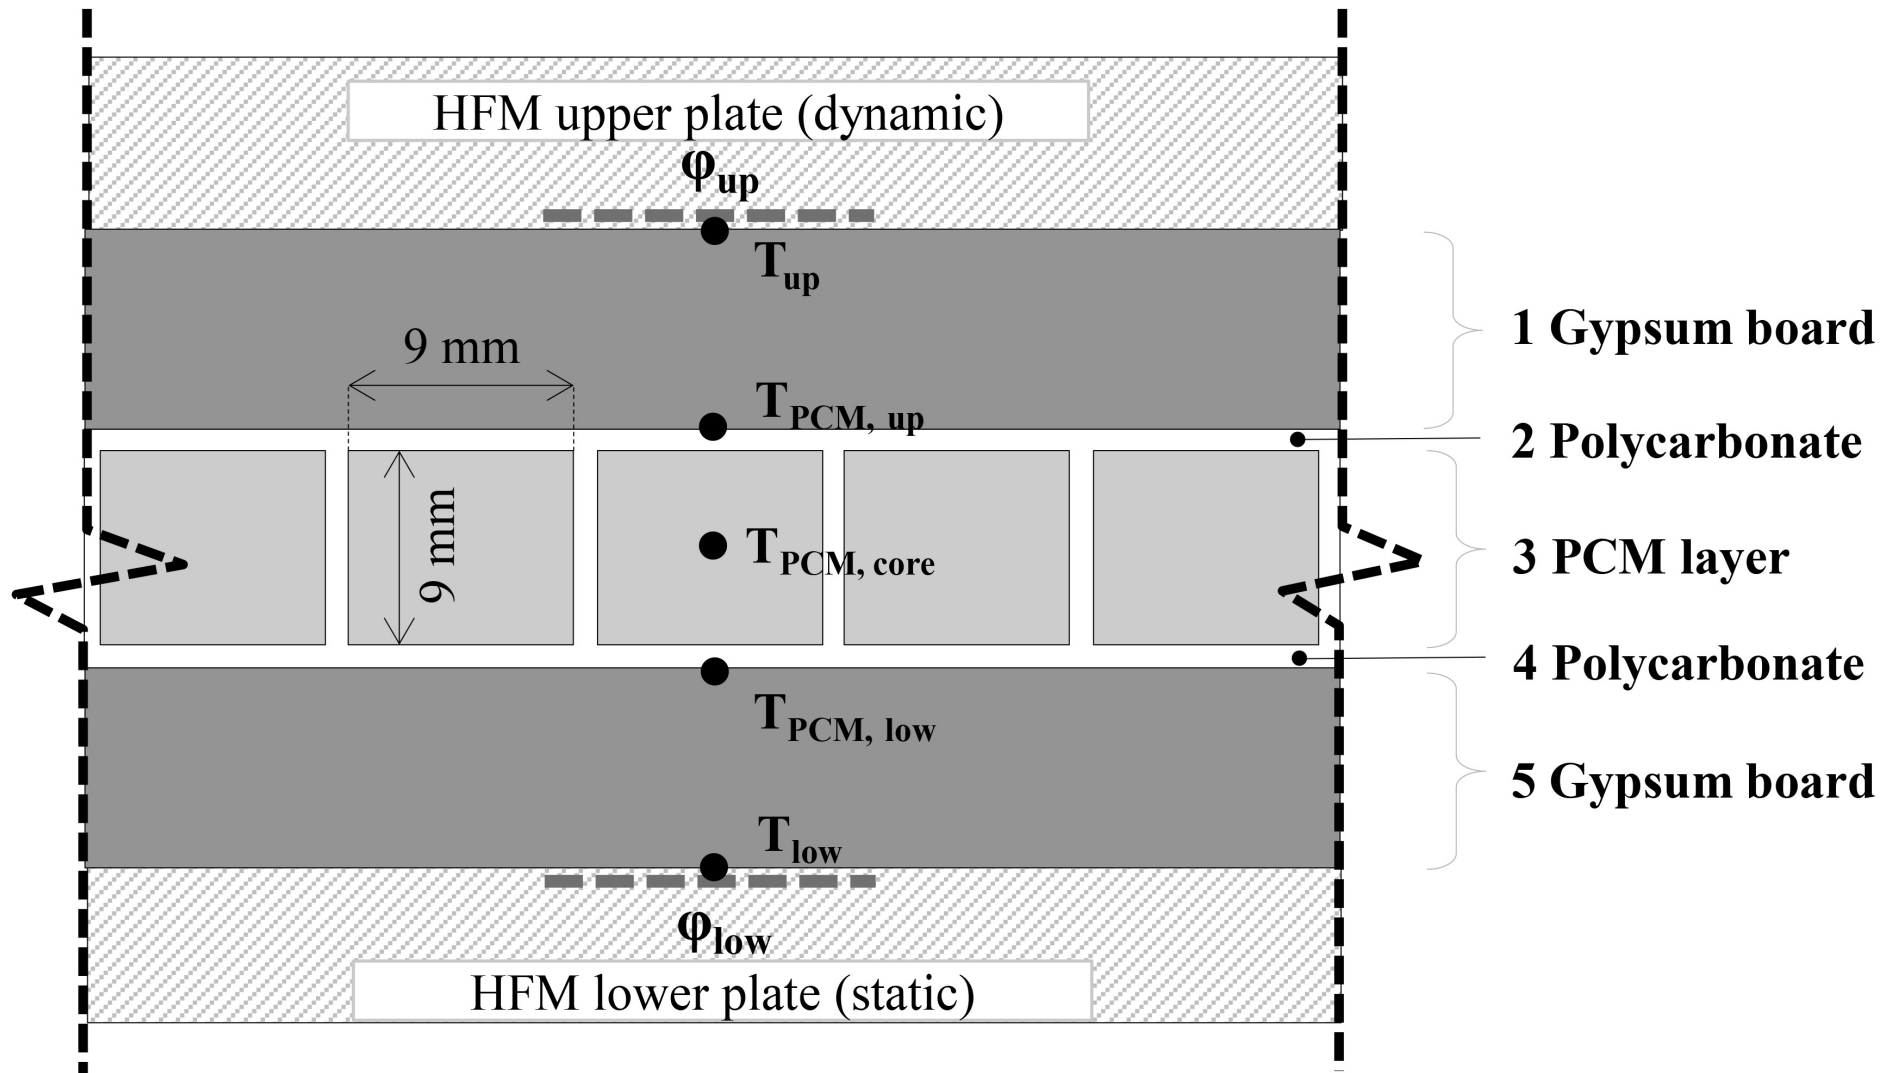 HFM upper plate (dynamic)
φup
Tup
9 mm
1 Gypsum board
TPCM, up
2 Polycarbonate
9 mm
TPCM, core
3 PCM layer
4 Polycarbonate
TPCM, low
5 Gypsum board
Tlow
φlow
HFM lower plate (static)